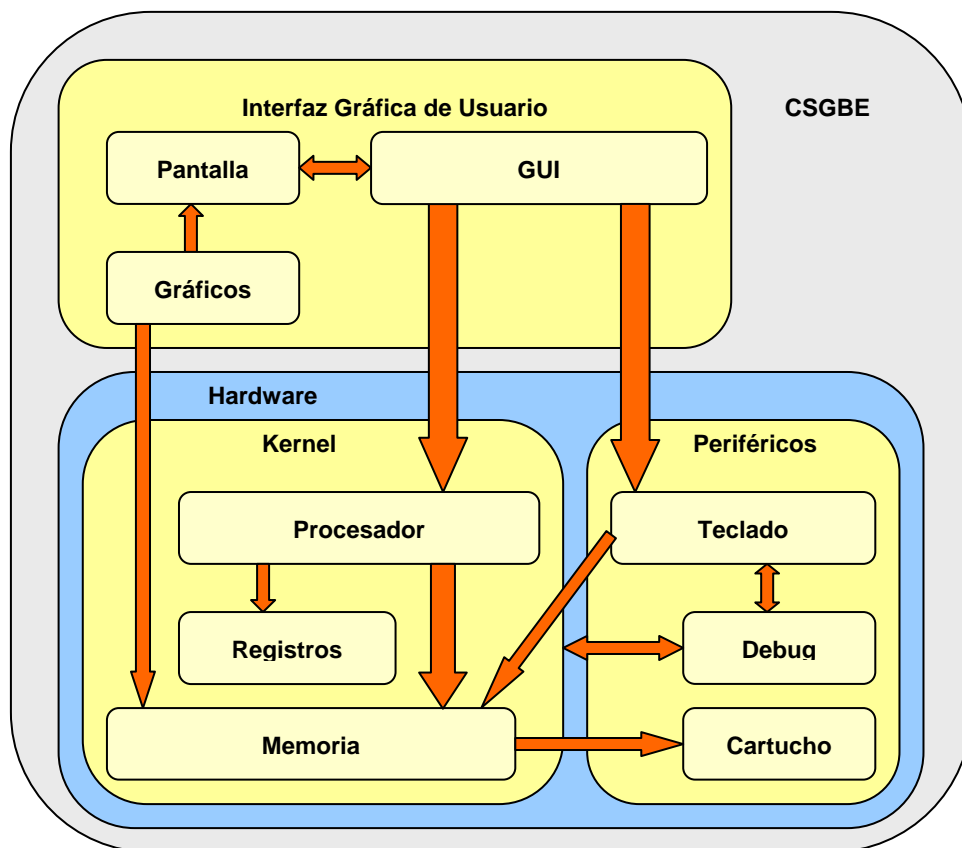 Interfaz Gráfica de Usuario
CSGBE
Pantalla
GUI
Gráficos
Hardware
Kernel
Periféricos
Procesador
Teclado
Registros
Debug
Memoria
Cartucho